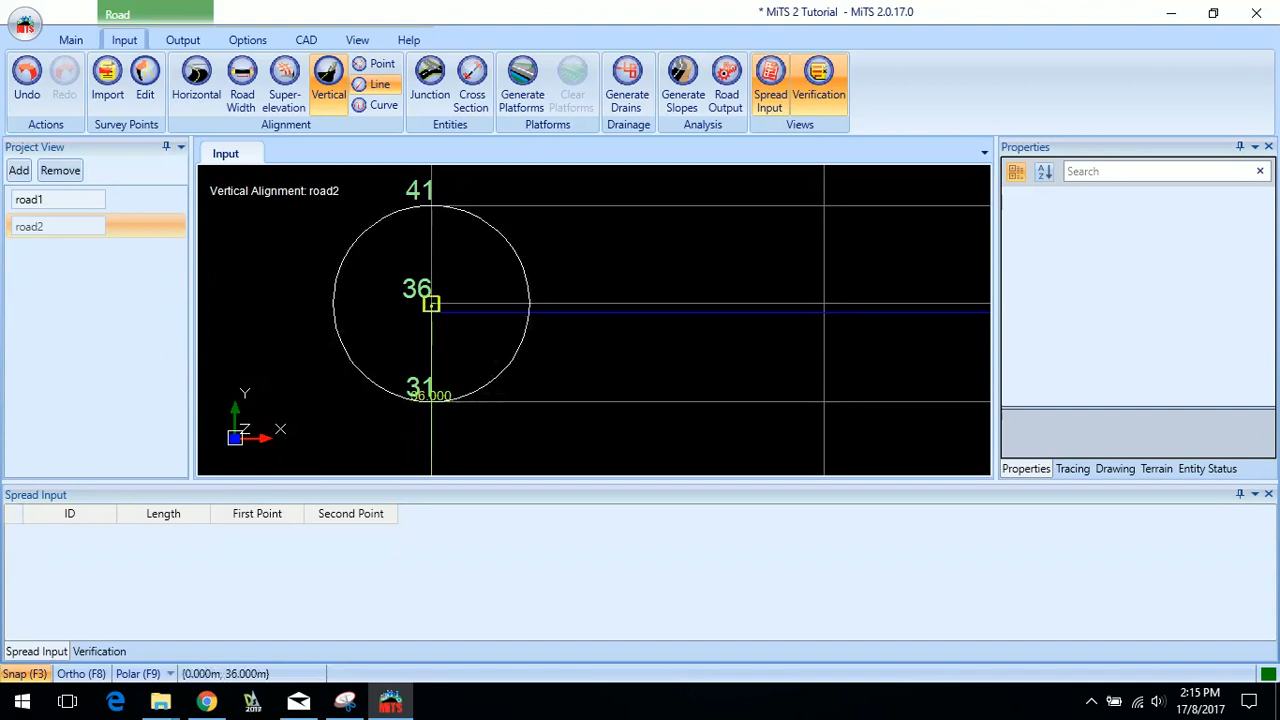 Road
* MiTS 2 Tutorial - MiTS 2.0.17.0
MiTS
Main Input Output Options CAD View Help
Undo Redo Import Edit Horizontal Road Width Super-elevation Vertical Point Line Curve Junction Cross Section Generate Platforms Clear Platforms Generate Drains Generate Slopes Road Output Spread Input Verification
Actions Survey Points Alignment Entities Platforms Drainage Analysis Views
Project View
Add Remove
road1
road2
Input
Vertical Alignment: road2
41
36
31
36.000
Y
Z
X
Properties
Search
Properties Tracing Drawing Terrain Entity Status
Spread Input
ID Length First Point Second Point
Spread Input Verification
Snap (F3) Ortho (F8) Polar (F9) {0.000m, 36.000m}
2017
MiTS
2:15 PM
17/8/2017